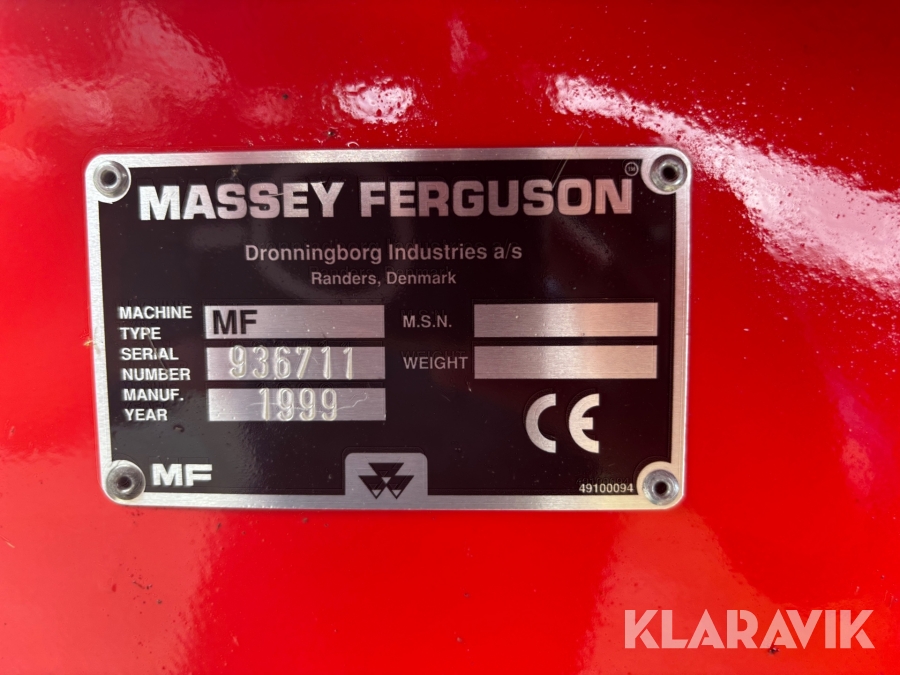 MASSEY FERGUSON™
Dronningborg Industries a/s
Randers, Denmark
MACHINE TYPE MF M.S.N.
SERIAL NUMBER 936711 WEIGHT
MANUF. YEAR 1999
CE
MF
49100094
KLARAVIK